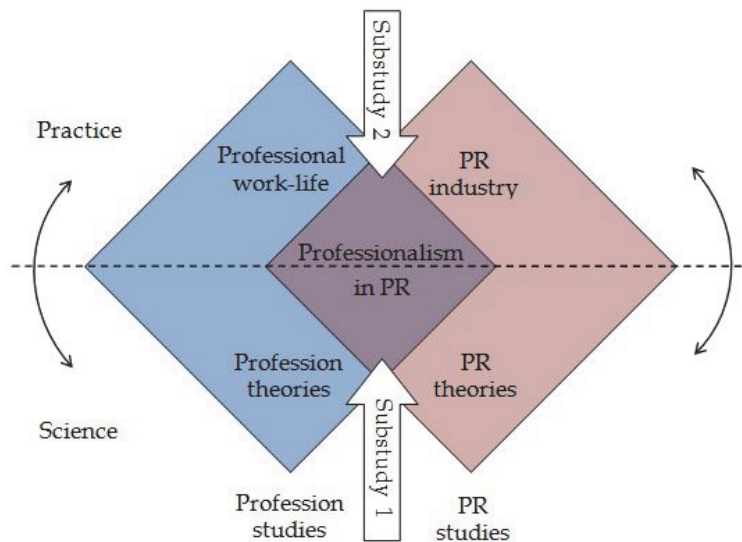 Substudy 2
Practice
Professional
work-life
PR
industry
Professionalism
in PR
Profession
theories
PR
theories
Science
Substudy 1
Profession
studies
PR
studies